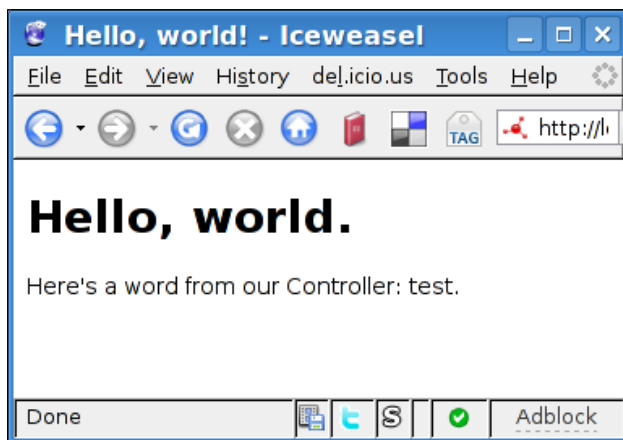 Hello, world! - Iceweasel
File Edit View History del.icio.us Tools Help
TAG http://l
Hello, world.
Here's a word from our Controller: test.
Done S Adblock